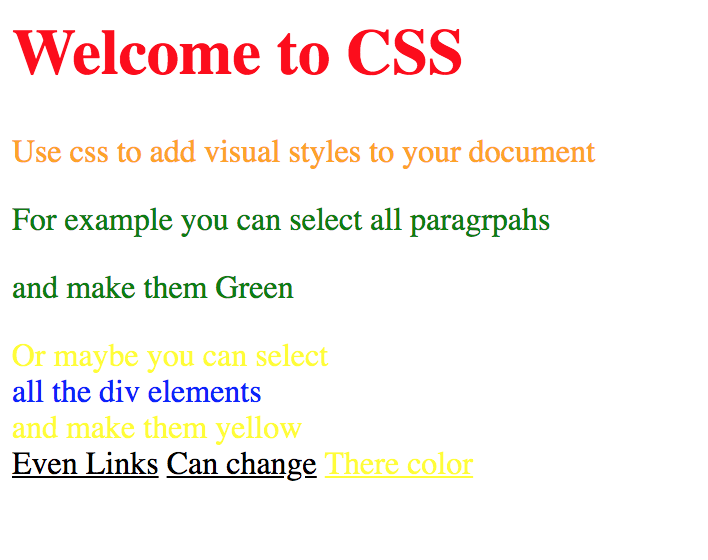 Welcome to CSS
Use css to add visual styles to your document
For example you can select all paragrpahs
and make them Green
Or maybe you can select
all the div elements
and make them yellow
Even Links Can change There color